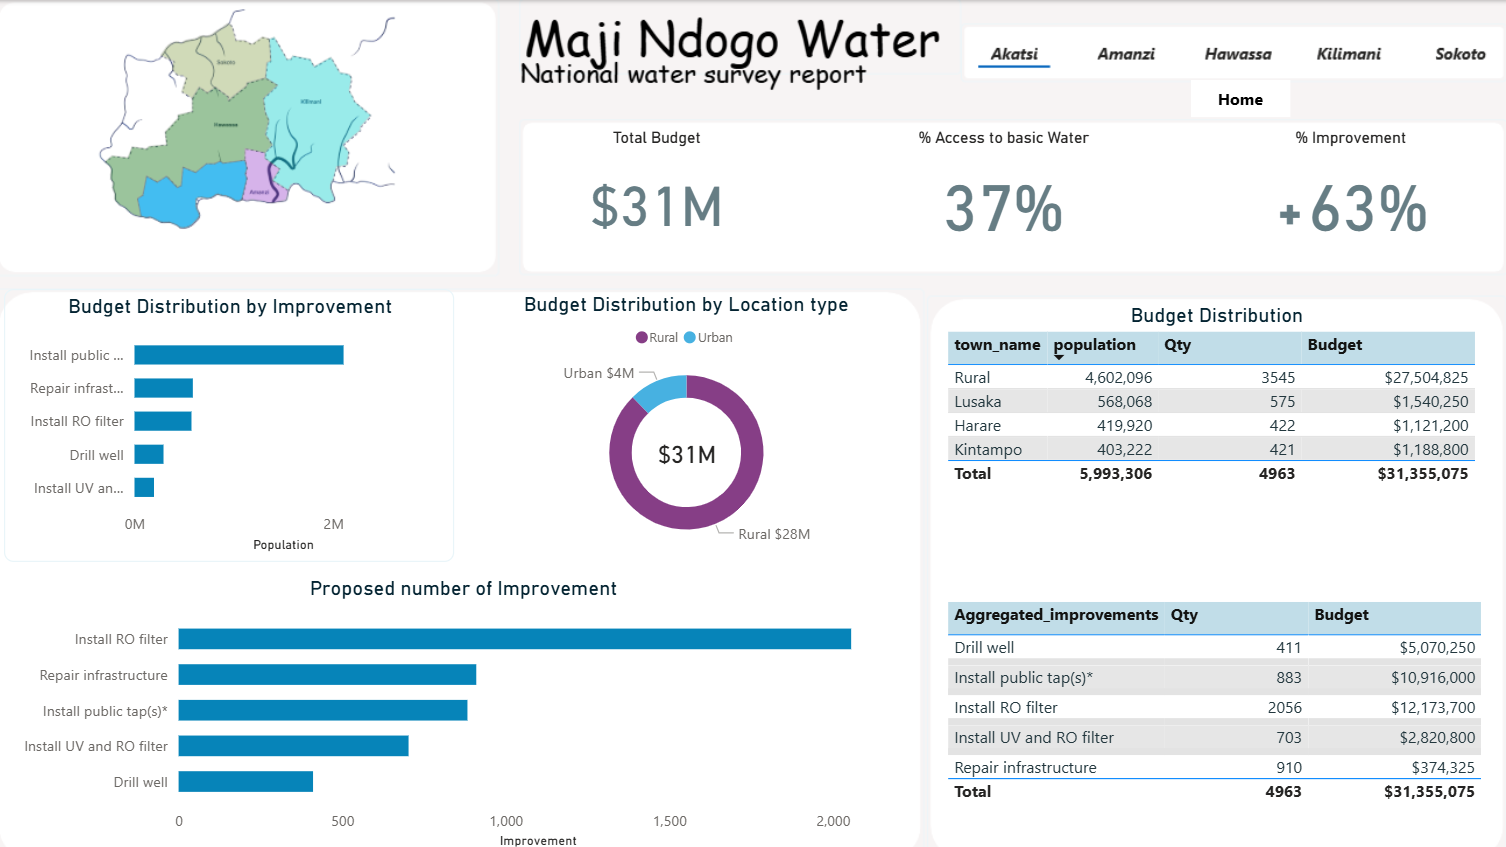 Sokoto
Kilimani
Hawassa
Amanzi
Maji Ndogo Water
National water survey report
Akatsi Amanzi Hawassa Kilimani Sokoto
Home
Total Budget % Access to basic Water % Improvement
$31M 37% +63%
Budget Distribution by Improvement
Install public ...
Repair infrast...
Install RO filter
Drill well
Install UV an...
0M 2M
Population
Budget Distribution by Location type
Rural Urban
Urban $4M
$31M
Rural $28M
Proposed number of Improvement
Install RO filter
Repair infrastructure
Install public tap(s)*
Install UV and RO filter
Drill well
0 500 1,000 1,500 2,000
Improvement
Budget Distribution
town_name population Qty Budget
Rural 4,602,096 3545 $27,504,825
Lusaka 568,068 575 $1,540,250
Harare 419,920 422 $1,121,200
Kintampo 403,222 421 $1,188,800
Total 5,993,306 4963 $31,355,075
Aggregated_improvements Qty Budget
Drill well 411 $5,070,250
Install public tap(s)* 883 $10,916,000
Install RO filter 2056 $12,173,700
Install UV and RO filter 703 $2,820,800
Repair infrastructure 910 $374,325
Total 4963 $31,355,075